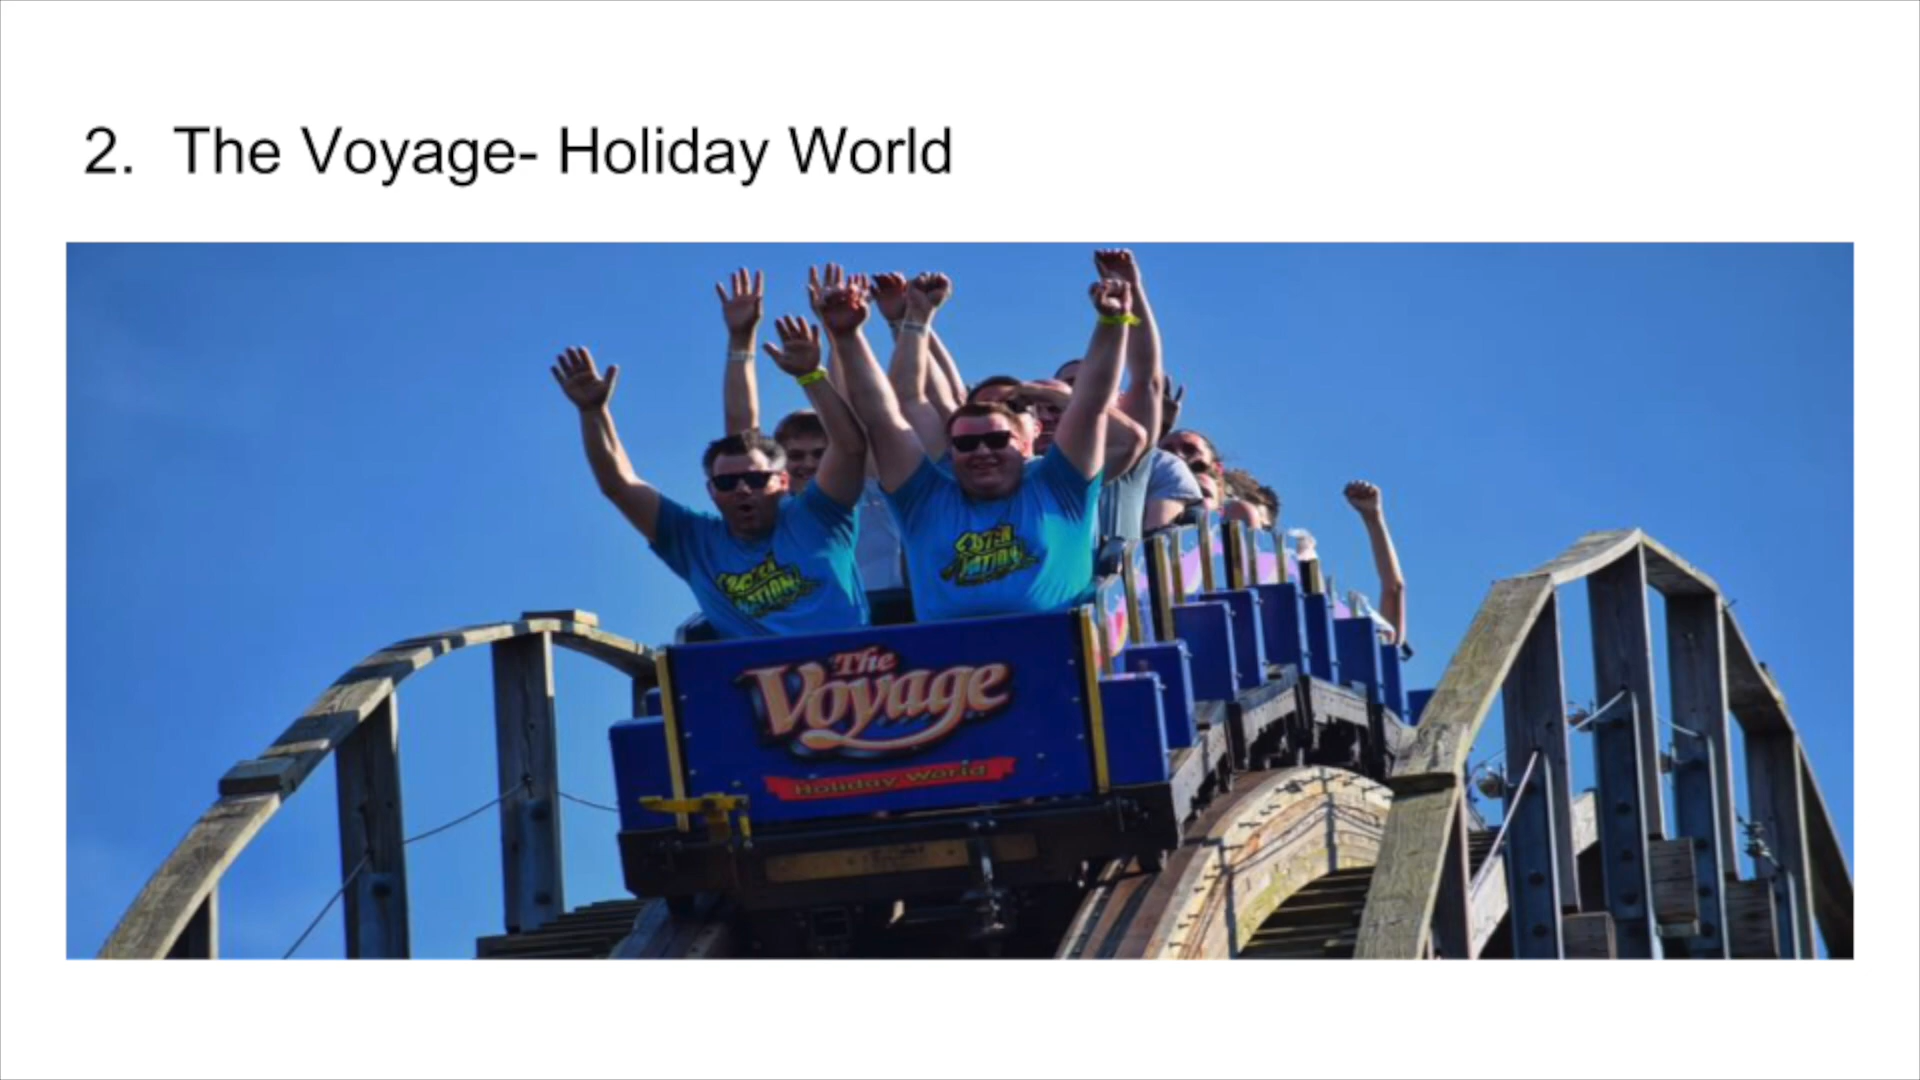 2. The Voyage- Holiday World
The
Voyage
Holiday World